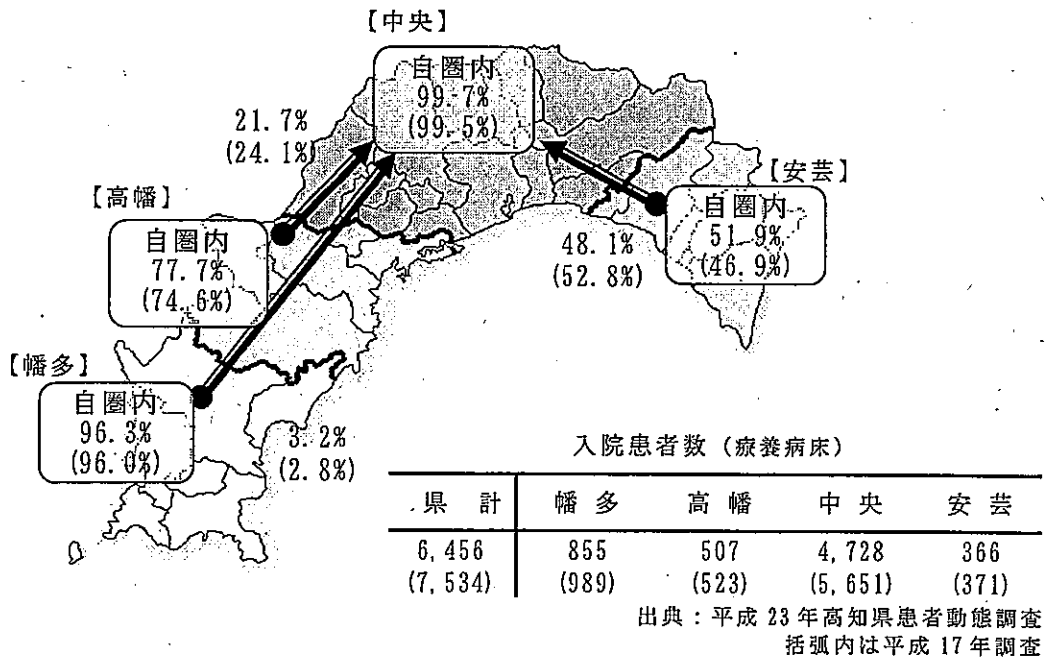 【中央】
自圏内
99.7%
(99.5%)
21.7%
(24.1%)
【安芸】
自圏内
51.9%
(46.9%)
【高幡】
自圏内
77.7%
(74.6%)
48.1%
(52.8%)
【幡多】
自圏内
96.3%
(96.0%)
3.2%
(2.8%)
入院患者数（療養病床）
県計 幡多 高幡 中央 安芸
6,456 855 507 4,728 366
(7,534) (989) (523) (5,651) (371)
出典：平成23年高知県患者動態調査
括弧内は平成17年調査